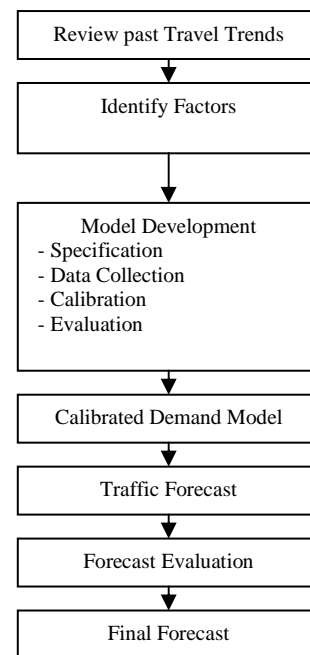 Review past Travel Trends
Identify Factors
Model Development
- Specification
- Data Collection
- Calibration
- Evaluation
Calibrated Demand Model
Traffic Forecast
Forecast Evaluation
Final Forecast